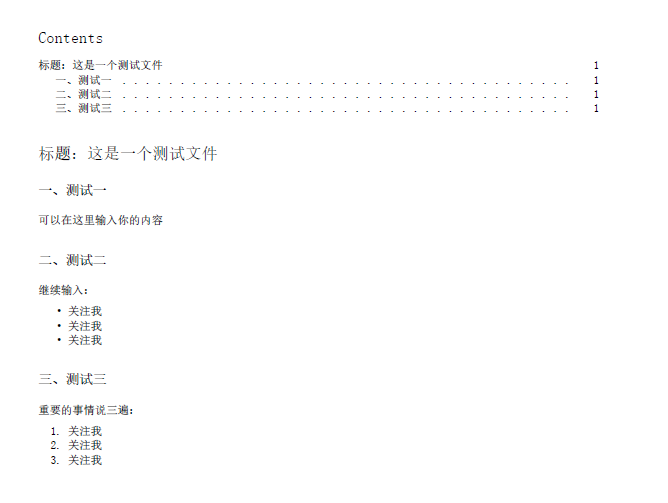 Contents
标题：这是一个测试文件 1
一、测试一 . . . . . . . . . . . . . . . . . . . . . . . . . . . . . . . . . . . . . . . 1
二、测试二 . . . . . . . . . . . . . . . . . . . . . . . . . . . . . . . . . . . . . . . 1
三、测试三 . . . . . . . . . . . . . . . . . . . . . . . . . . . . . . . . . . . . . . . 1
标题：这是一个测试文件
一、测试一
可以在这里输入你的内容
二、测试二
继续输入：
• 关注我
• 关注我
• 关注我
三、测试三
重要的事情说三遍：
1. 关注我
2. 关注我
3. 关注我